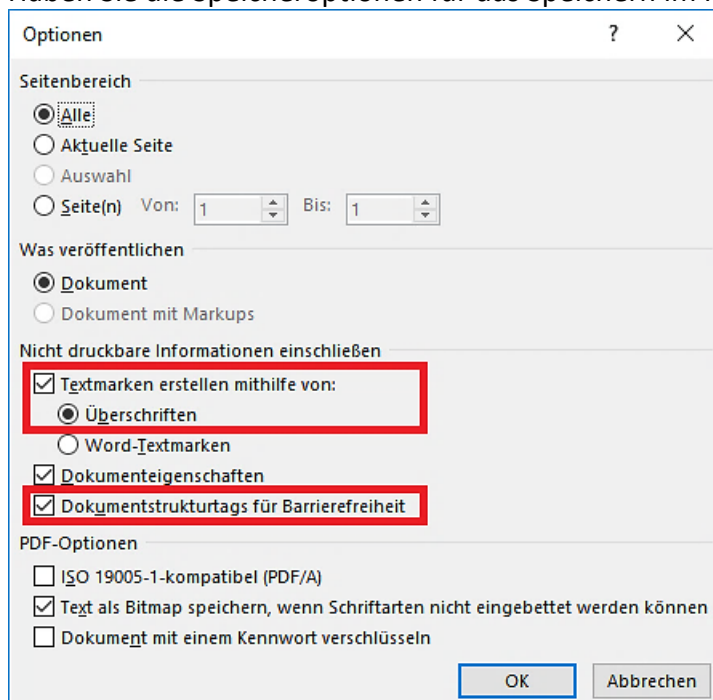 Optionen ? ×
Seitenbereich
Alle
Aktuelle Seite
Auswahl
Seite(n) Von: 1 Bis: 1
Was veröffentlichen
Dokument
Dokument mit Markups
Nicht druckbare Informationen einschließen
Textmarken erstellen mithilfe von:
Überschriften
Word-Textmarken
Dokumenteigenschaften
Dokumentstrukturtags für Barrierefreiheit
PDF-Optionen
ISO 19005-1-kompatibel (PDF/A)
Text als Bitmap speichern, wenn Schriftarten nicht eingebettet werden können
Dokument mit einem Kennwort verschlüsseln
OK Abbrechen